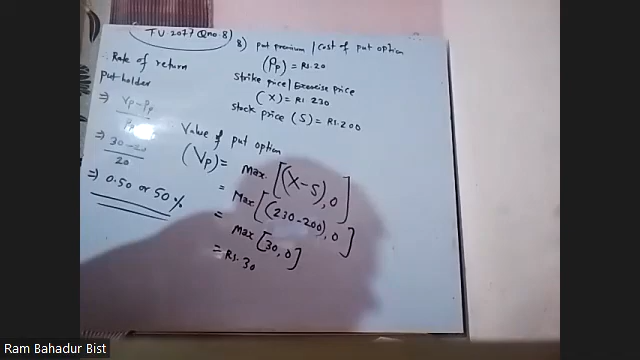 TU 2077 (Qno. 8)
8) put premium / cost of put option
(Pp) = Rs. 20
Strike price / Exercise price
(X) = Rs. 230
stock price (S) = Rs. 200
Value of put option
(Vp) = Max. [(X-S), 0]
= Max [(230-200), 0]
= Max [30, 0]
= Rs. 30
∴ Rate of return
put holder
⇒ Vp - Pp / Pp
⇒ 30 - 20 / 20
⇒ 0.50 or 50%
Ram Bahadur Bist